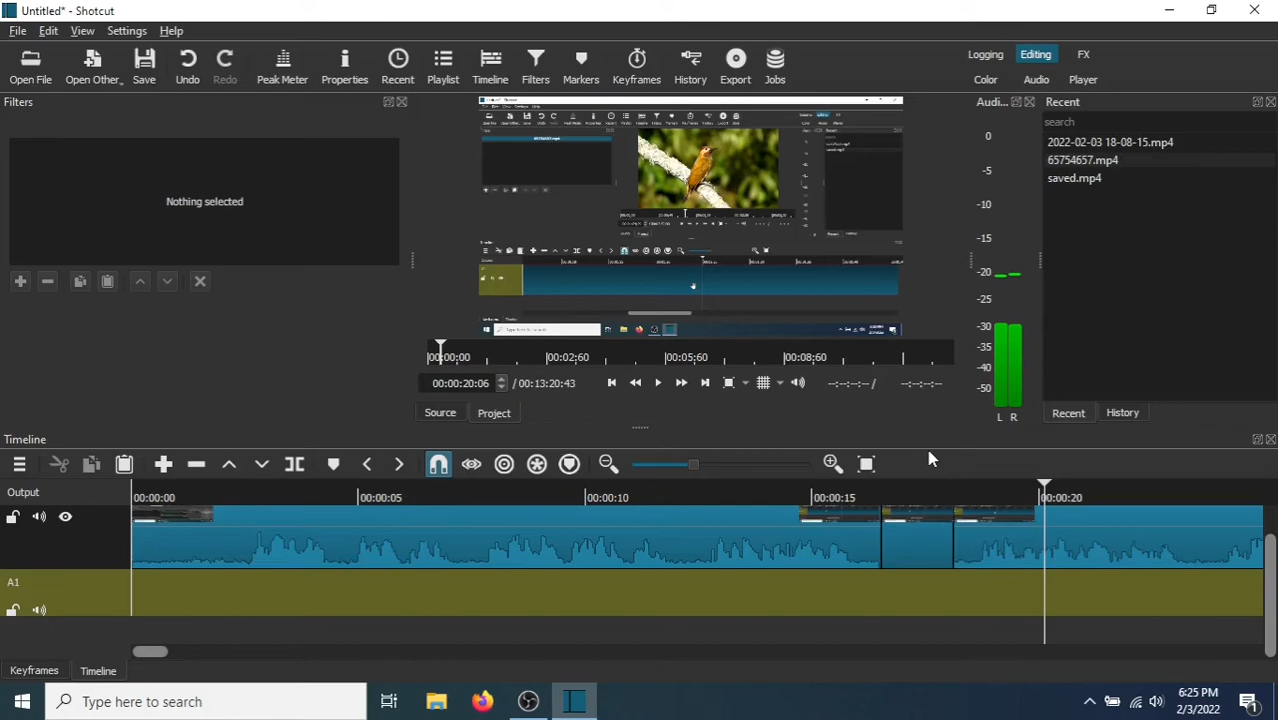 Untitled* - Shotcut
File Edit View Settings Help
Open File Open Other.. Save Undo Redo Peak Meter Properties Recent Playlist Timeline Filters Markers Keyframes History Export Jobs
Logging Editing FX
Color Audio Player
Filters
Audi...
Recent
Nothing selected
search
2022-02-03 18-08-15.mp4
65754657.mp4
saved.mp4
0
-5
-10
-15
-20
-25
-30
-35
-40
-50
L R
00:00;00 00:02;60 00:05;60 00:08;60
00:00:20:06 / 00:13:20:43 --:--:--:-- / --:--:--:--
Source Project
Recent History
Timeline
Output 00:00:00 00:00:05 00:00:10 00:00:15 00:00:20
A1
Keyframes Timeline
Type here to search
6:25 PM
2/3/2022
1